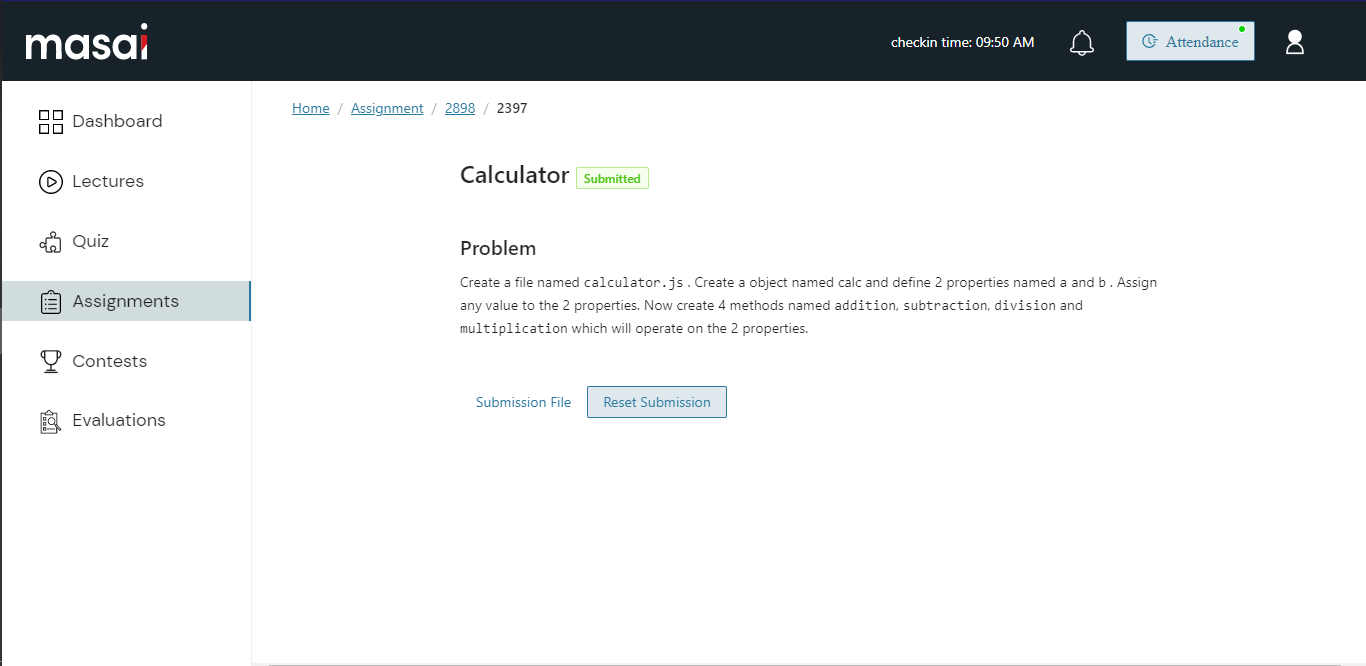 masai
checkin time: 09:50 AM
Attendance
Dashboard
Lectures
Quiz
Assignments
Contests
Evaluations
Home / Assignment / 2898 / 2397
Calculator Submitted
Problem
Create a file named calculator.js . Create a object named calc and define 2 properties named a and b . Assign
any value to the 2 properties. Now create 4 methods named addition, subtraction, division and
multiplication which will operate on the 2 properties.
Submission File
Reset Submission